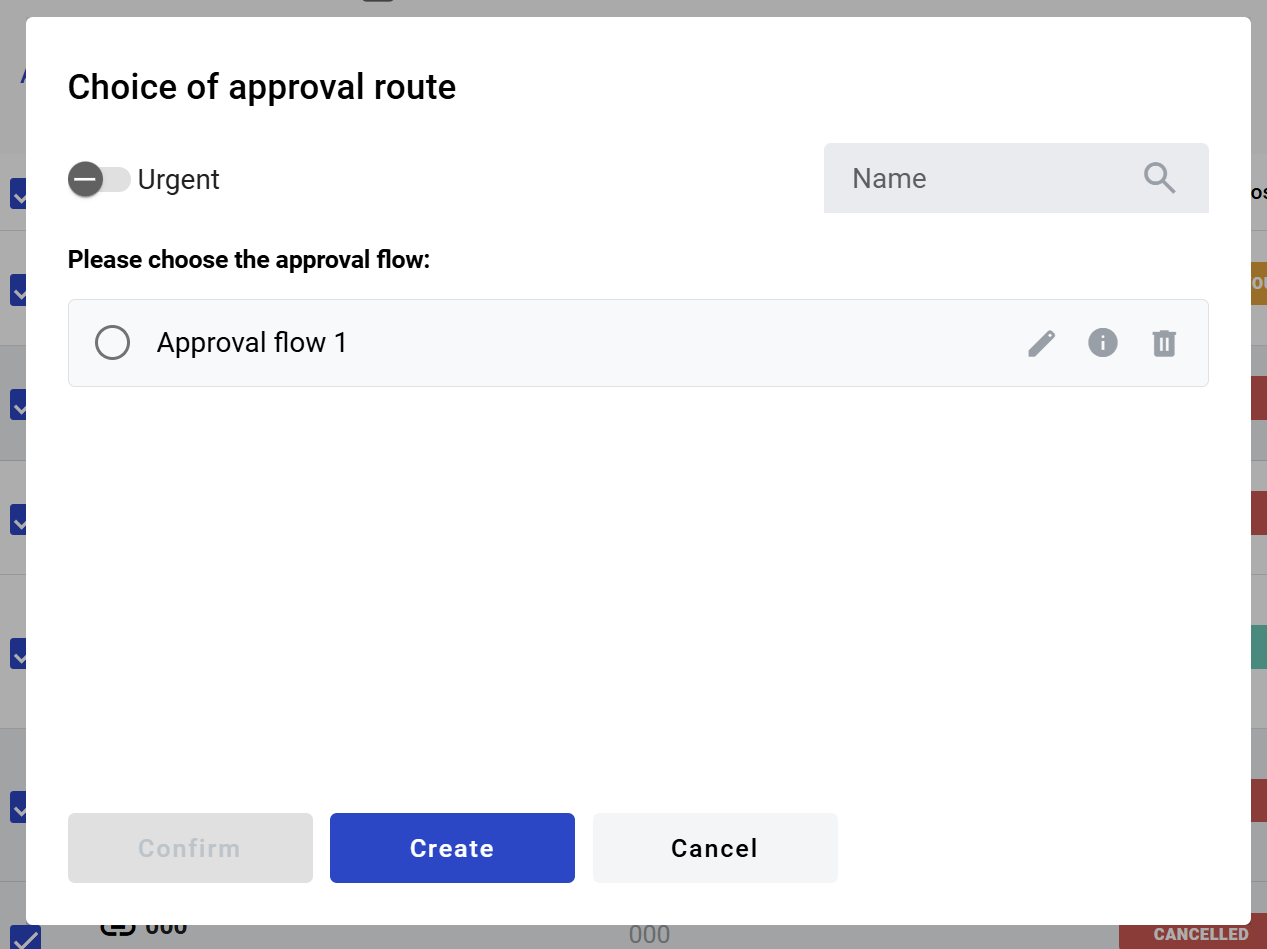 Choice of approval route
Urgent
Name
Please choose the approval flow:
Approval flow 1
Confirm
Create
Cancel
000
CANCELLED